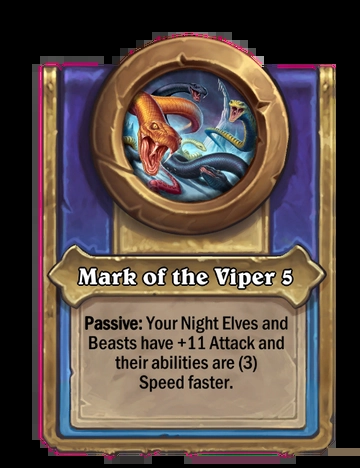 Mark of the Viper 5
Passive: Your Night Elves and
Beasts have +11 Attack and
their abilities are (3)
Speed faster.